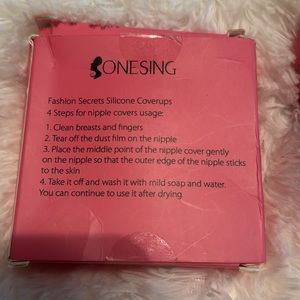 ONESING
Fashion Secrets Silicone Coverups
4 Steps for nipple covers usage:
1. Clean breasts and fingers
2. Tear off the dust film on the nipple
3. Place the middle point of the nipple cover gently
on the nipple so that the outer edge of the nipple sticks
to the skin
4. Take it off and wash it with mild soap and water.
You can continue to use it after drying